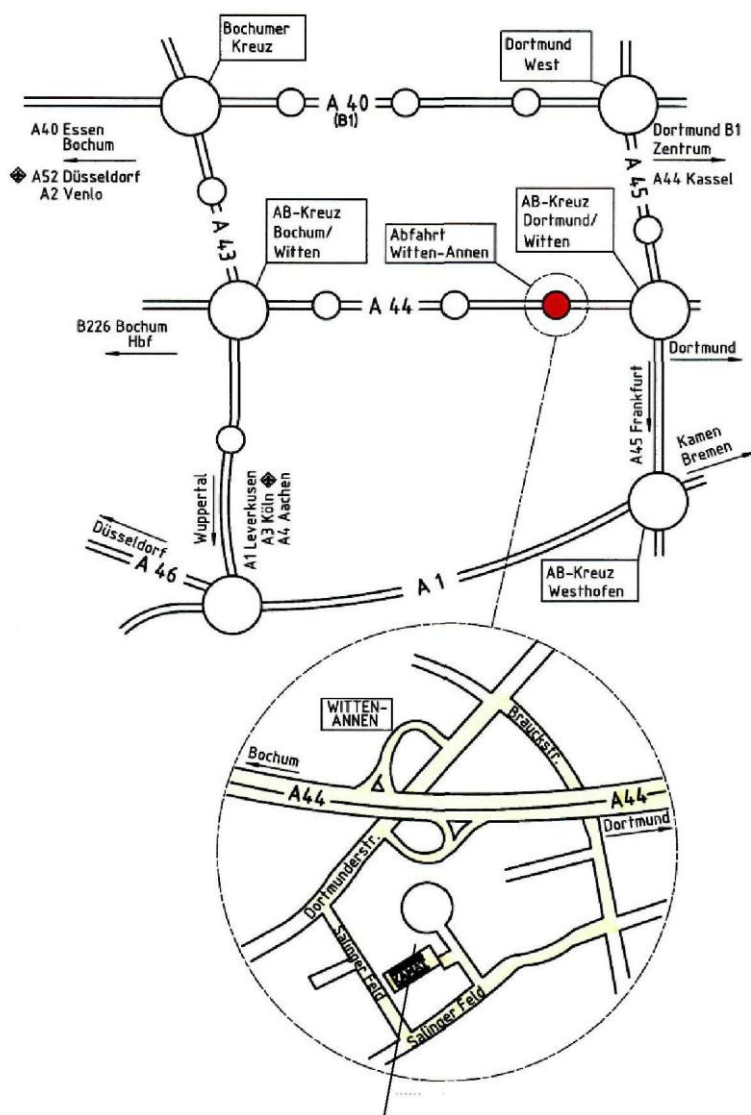 Bochumer
Kreuz
Dortmund
West
A 40
(B1)
A40 Essen
Bochum
A52 Düsseldorf
A2 Venlo
Dortmund B1
Zentrum
A44 Kassel
A 45
A 43
AB-Kreuz
Bochum/
Witten
Abfahrt
Witten-Annen
AB-Kreuz
Dortmund/
Witten
A 44
B226 Bochum
Hbf
Dortmund
A45 Frankfurt
Kamen
Bremen
Wuppertal
A1 Leverkusen
A3 Köln
A4 Aachen
Düsseldorf
A 46
A 1
AB-Kreuz
Westhofen
WITTEN-
ANNEN
Brauckstr.
Bochum
A44
A44
Dortmund
Dortmunderstr.
Salinger Feld
Salinger Feld